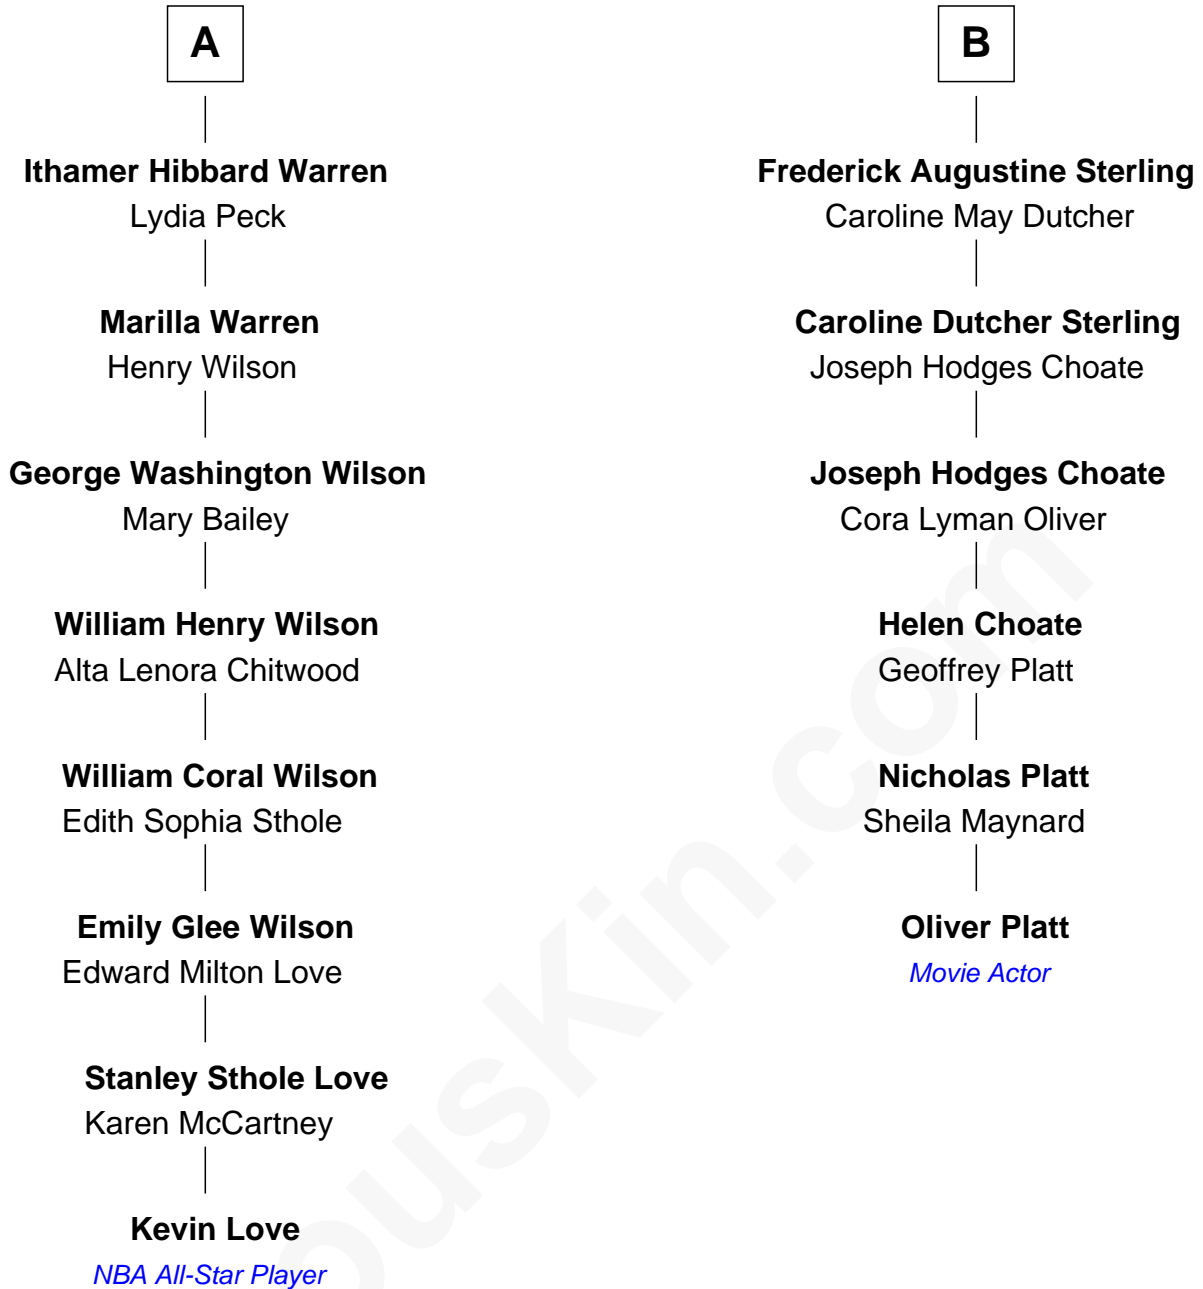 A
Ithamer Hibbard Warren
Lydia Peck
Marilla Warren
Henry Wilson
George Washington Wilson
Mary Bailey
William Henry Wilson
Alta Lenora Chitwood
William Coral Wilson
Edith Sophia Sthole
Emily Glee Wilson
Edward Milton Love
Stanley Sthole Love
Karen McCartney
Kevin Love
NBA All-Star Player
B
Frederick Augustine Sterling
Caroline May Dutcher
Caroline Dutcher Sterling
Joseph Hodges Choate
Joseph Hodges Choate
Cora Lyman Oliver
Helen Choate
Geoffrey Platt
Nicholas Platt
Sheila Maynard
Oliver Platt
Movie Actor
ousKin.com